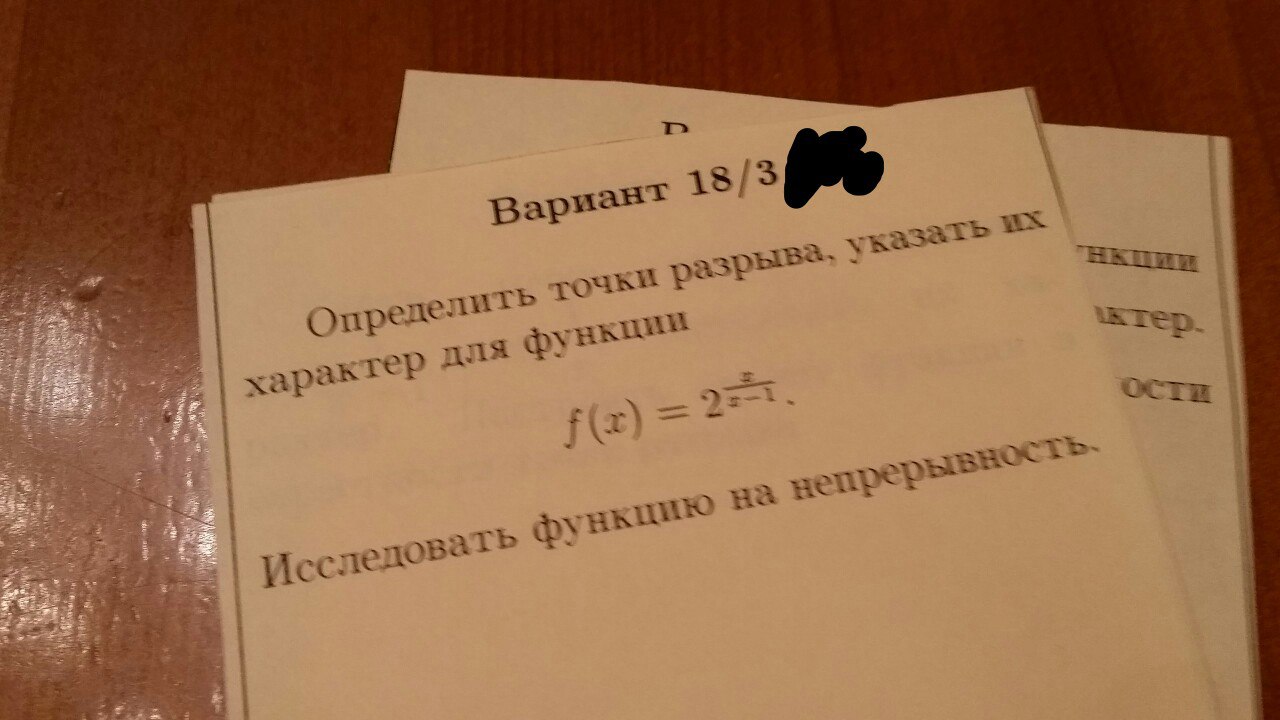 Вариант 18/3
Определить точки разрыва, указать их
характер для функции
f(x) = 2^{\frac{x}{x-1}}.
Исследовать функцию на непрерывность.
нкции
ктер.
ости